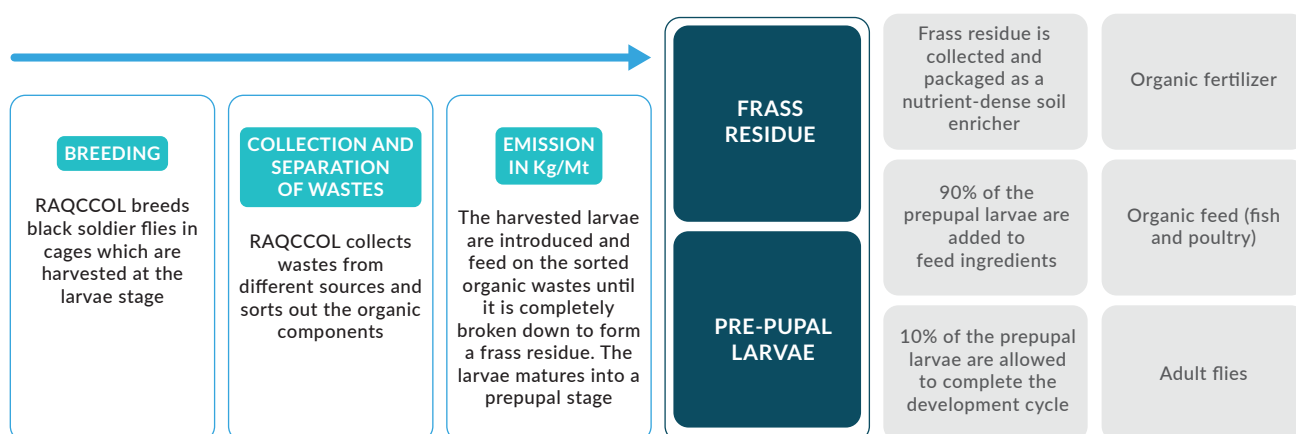 BREEDING
RAQCCOL breeds
black soldier flies in
cages which are
harvested at the
larvae stage
COLLECTION AND
SEPARATION
OF WASTES
RAQCCOL collects
wastes from
different sources and
sorts out the organic
components
EMISSION
IN Kg/Mt
The harvested larvae
are introduced and
feed on the sorted
organic wastes until
it is completely
broken down to form
a frass residue. The
larvae matures into a
prepupal stage
FRASS
RESIDUE
PRE-PUPAL
LARVAE
Frass residue is
collected and
packaged as a
nutrient-dense soil
enricher
Organic fertilizer
90% of the
prepupal larvae are
added to
feed ingredients
Organic feed (fish
and poultry)
10% of the prepupal
larvae are allowed
to complete the
development cycle
Adult flies